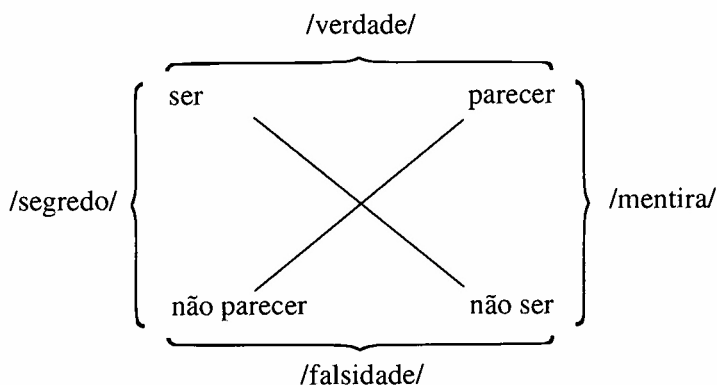 /verdade/
ser parecer
/segredo/ /mentira/
não parecer não ser
/falsidade/